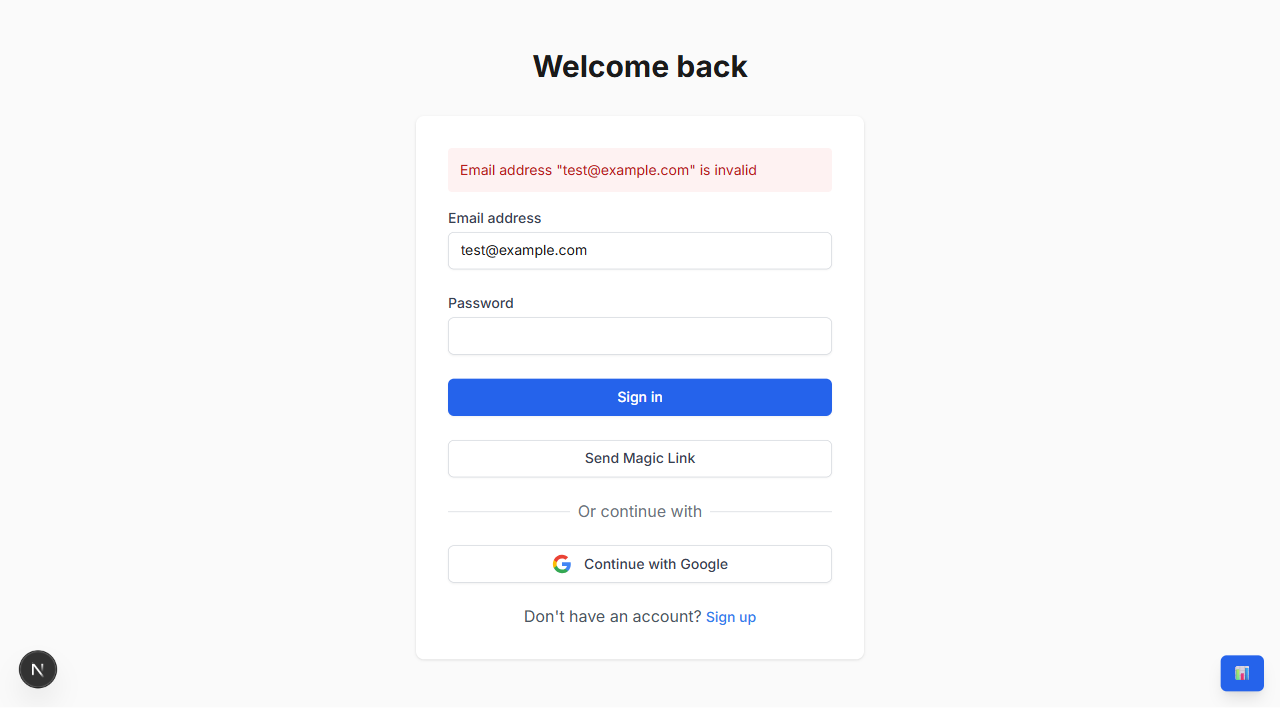 Welcome back
Email address "test@example.com" is invalid
Email address
test@example.com
Password
Sign in
Send Magic Link
Or continue with
Continue with Google
Don't have an account? Sign up
N